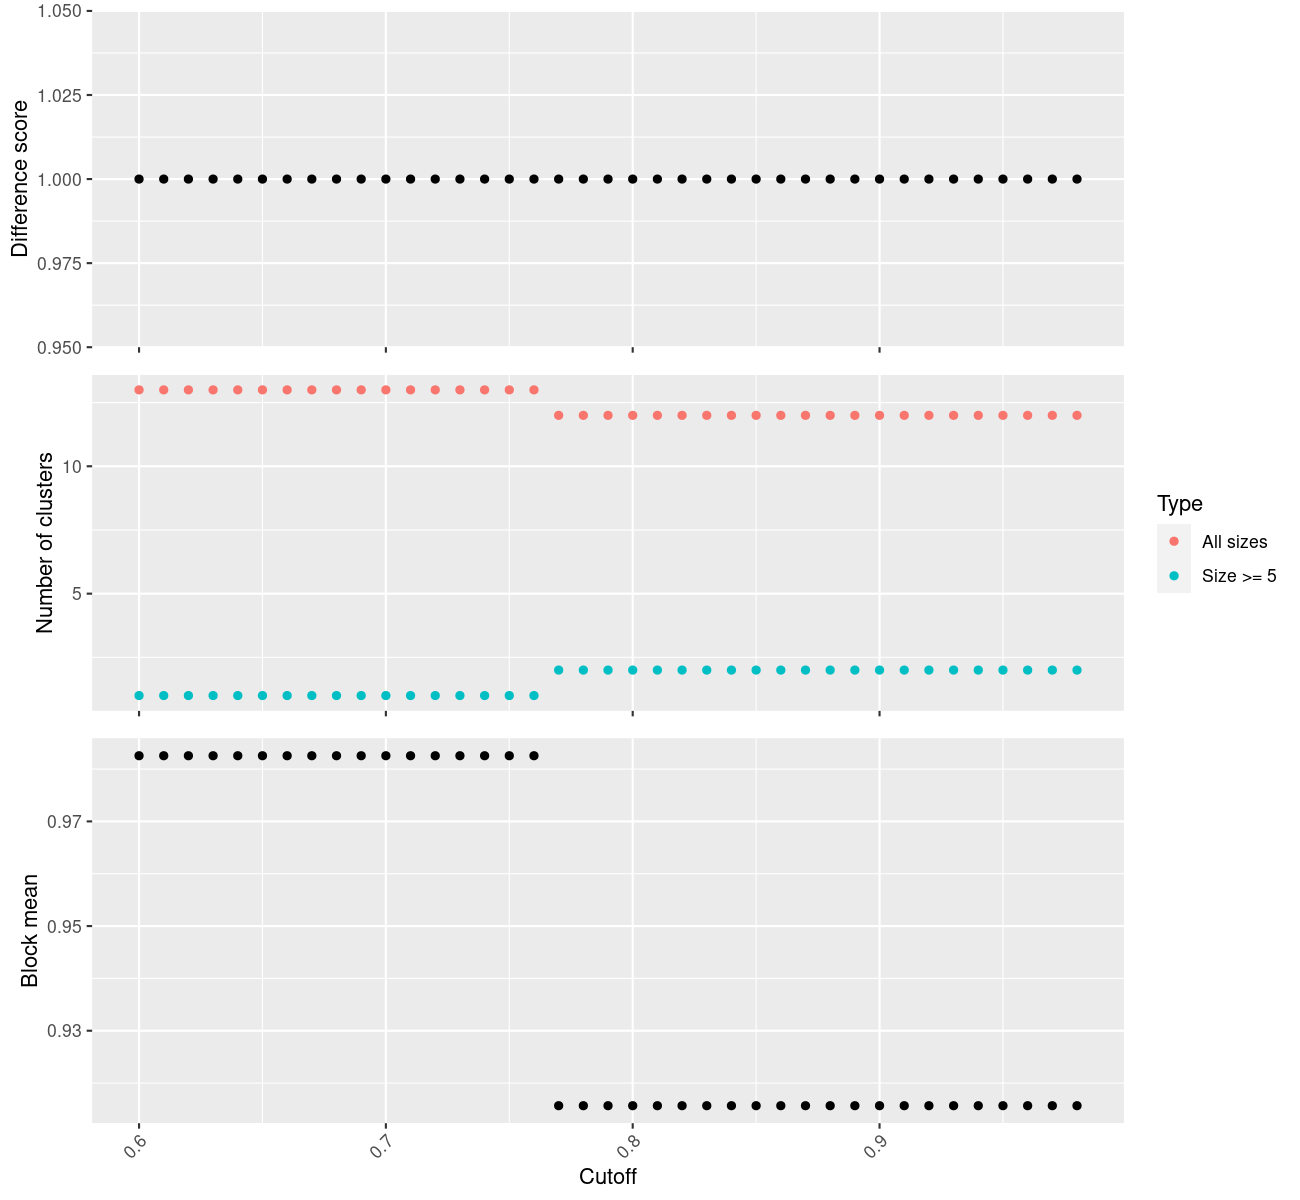 1.050
1.025
1.000
0.975
0.950
Difference score
10
5
Number of clusters
Type
All sizes
Size >= 5
0.97
0.95
0.93
Block mean
0.6
0.7
0.8
0.9
Cutoff